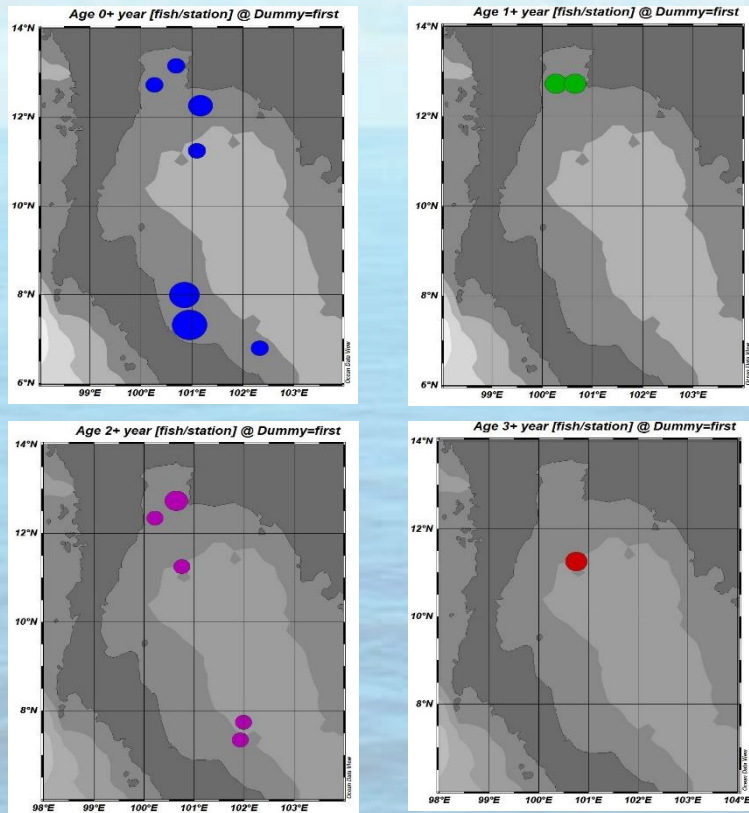 Age 0+ year [fish/station] @ Dummy=first
14°N
12°N
10°N
8°N
6°N
99°E 100°E 101°E 102°E 103°E
Ocean Data View
Age 1+ year [fish/station] @ Dummy=first
14°N
12°N
10°N
8°N
6°N
99°E 100°E 101°E 102°E 103°E
Ocean Data View
Age 2+ year [fish/station] @ Dummy=first
14°N
12°N
10°N
8°N
98°E 99°E 100°E 101°E 102°E 103°E
Ocean Data View
Age 3+ year [fish/station] @ Dummy=first
14°N
12°N
10°N
8°N
98°E 99°E 100°E 101°E 102°E 103°E 104°E
Ocean Data View